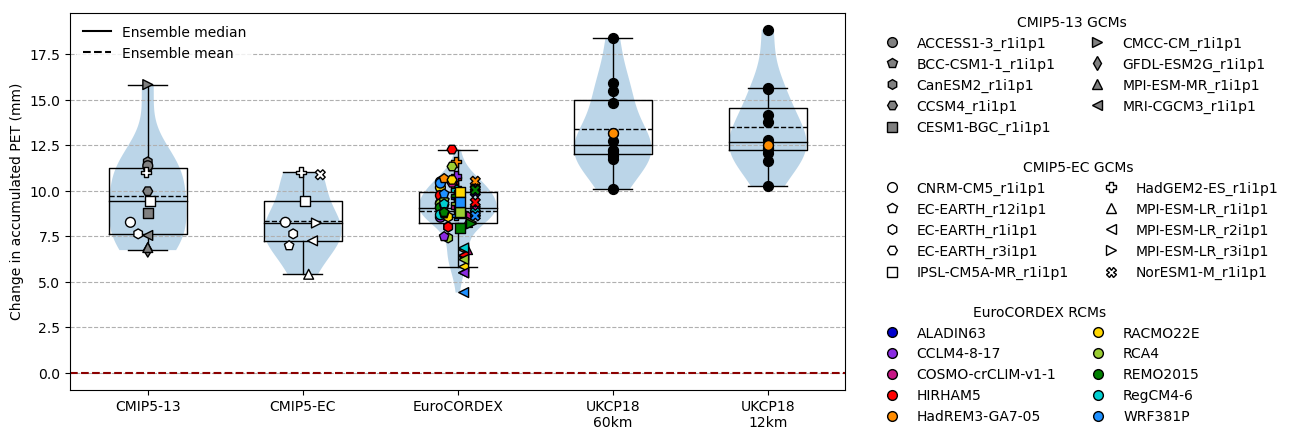 Change in accumulated PET (mm)
17.5
15.0
12.5
10.0
7.5
5.0
2.5
0.0
Ensemble median
Ensemble mean
CMIP5-13
CMIP5-EC
EuroCORDEX
UKCP18
60km
UKCP18
12km
CMIP5-13 GCMs
ACCESS1-3_r1i1p1
BCC-CSM1-1_r1i1p1
CanESM2_r1i1p1
CCSM4_r1i1p1
CESM1-BGC_r1i1p1
CMCC-CM_r1i1p1
GFDL-ESM2G_r1i1p1
MPI-ESM-MR_r1i1p1
MRI-CGCM3_r1i1p1
CMIP5-EC GCMs
CNRM-CM5_r1i1p1
EC-EARTH_r12i1p1
EC-EARTH_r1i1p1
EC-EARTH_r3i1p1
IPSL-CM5A-MR_r1i1p1
HadGEM2-ES_r1i1p1
MPI-ESM-LR_r1i1p1
MPI-ESM-LR_r2i1p1
MPI-ESM-LR_r3i1p1
NorESM1-M_r1i1p1
EuroCORDEX RCMs
ALADIN63
CCLM4-8-17
COSMO-crCLIM-v1-1
HIRHAM5
HadREM3-GA7-05
RACMO22E
RCA4
REMO2015
RegCM4-6
WRF381P